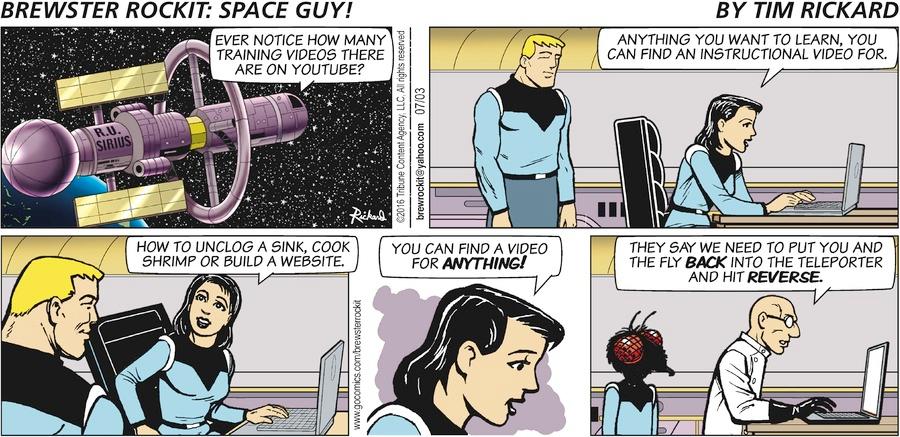 BREWSTER ROCKIT: SPACE GUY!
BY TIM RICKARD
EVER NOTICE HOW MANY
TRAINING VIDEOS THERE
ARE ON YOUTUBE?
R.U.
SIRIUS
Rickard
©2016 Tribune Content Agency, LLC. All rights reserved
brewrockit@yahoo.com 07/03
ANYTHING YOU WANT TO LEARN, YOU
CAN FIND AN INSTRUCTIONAL VIDEO FOR.
HOW TO UNCLOG A SINK, COOK
SHRIMP OR BUILD A WEBSITE.
www.gocomics.com/brewsterrockit
YOU CAN FIND A VIDEO
FOR ANYTHING!
THEY SAY WE NEED TO PUT YOU AND
THE FLY BACK INTO THE TELEPORTER
AND HIT REVERSE.